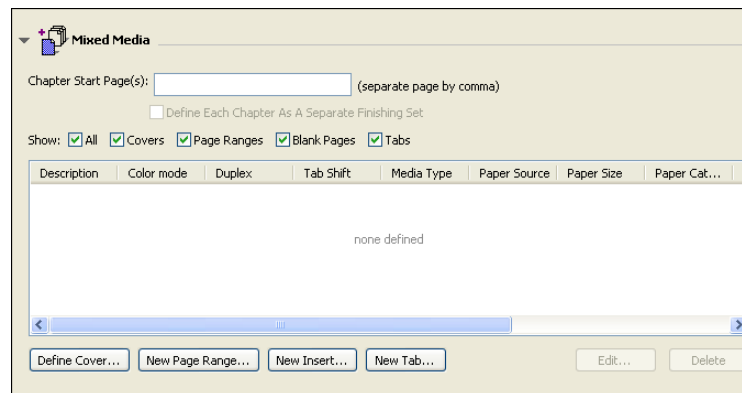 Mixed Media
Chapter Start Page(s): (separate page by comma)
Define Each Chapter As A Separate Finishing Set
Show: All Covers Page Ranges Blank Pages Tabs
Description Color mode Duplex Tab Shift Media Type Paper Source Paper Size Paper Cat...
none defined
Define Cover... New Page Range... New Insert... New Tab... Edit... Delete